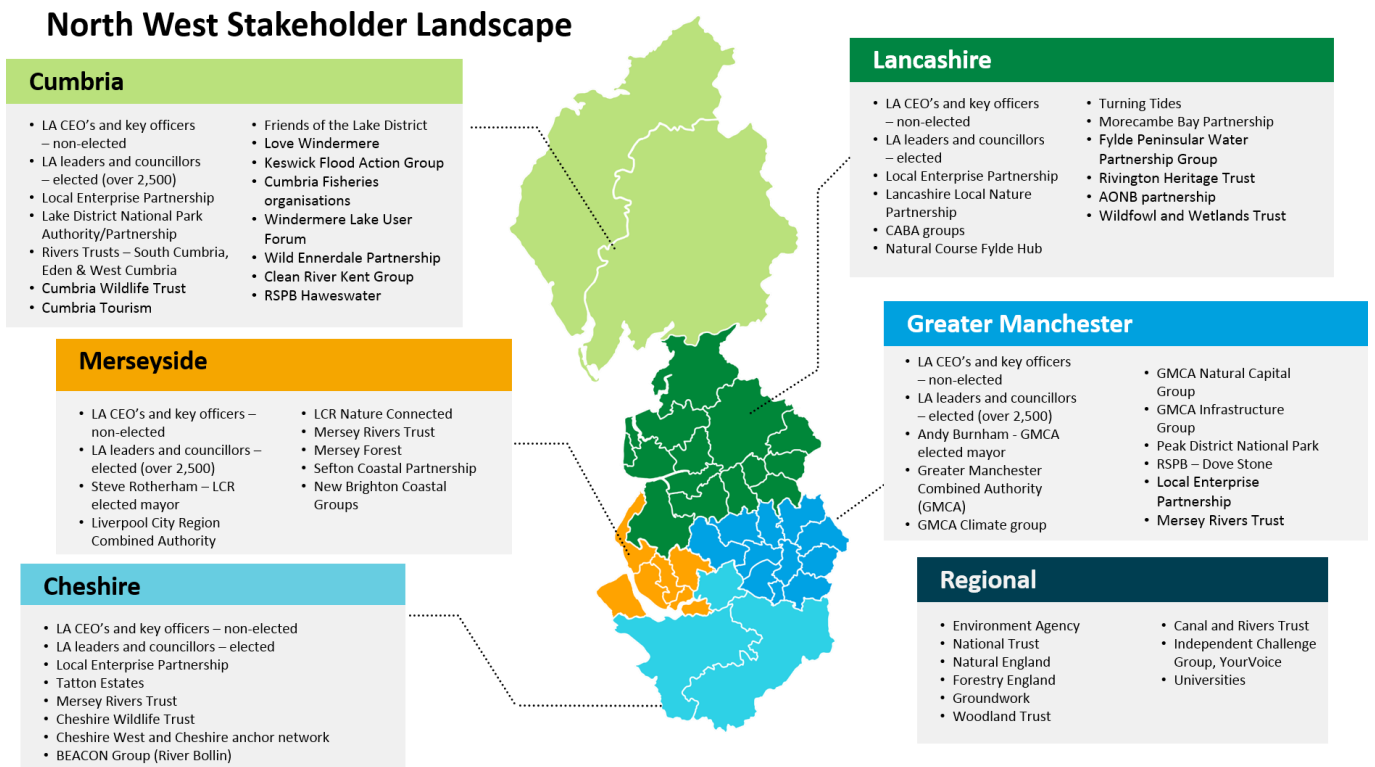 North West Stakeholder Landscape
Cumbria
• LA CEO's and key officers
– non-elected
• LA leaders and councillors
– elected (over 2,500)
• Local Enterprise Partnership
• Lake District National Park
Authority/Partnership
• Rivers Trusts – South Cumbria,
Eden & West Cumbria
• Cumbria Wildlife Trust
• Cumbria Tourism
• Friends of the Lake District
• Love Windermere
• Keswick Flood Action Group
• Cumbria Fisheries
organisations
• Windermere Lake User
Forum
• Wild Ennerdale Partnership
• Clean River Kent Group
• RSPB Haweswater
Lancashire
• LA CEO's and key officers
– non-elected
• LA leaders and councillors
– elected
• Local Enterprise Partnership
• Lancashire Local Nature
Partnership
• CABA groups
• Natural Course Fylde Hub
• Turning Tides
• Morecambe Bay Partnership
• Fylde Peninsular Water
Partnership Group
• Rivington Heritage Trust
• AONB partnership
• Wildfowl and Wetlands Trust
Merseyside
• LA CEO's and key officers –
non-elected
• LA leaders and councillors –
elected (over 2,500)
• Steve Rotherham – LCR
elected mayor
• Liverpool City Region
Combined Authority
• LCR Nature Connected
• Mersey Rivers Trust
• Mersey Forest
• Sefton Coastal Partnership
• New Brighton Coastal
Groups
Greater Manchester
• LA CEO's and key officers
– non-elected
• LA leaders and councillors
– elected (over 2,500)
• Andy Burnham - GMCA
elected mayor
• Greater Manchester
Combined Authority
(GMCA)
• GMCA Climate group
• GMCA Natural Capital
Group
• GMCA Infrastructure
Group
• Peak District National Park
• RSPB – Dove Stone
• Local Enterprise
Partnership
• Mersey Rivers Trust
Cheshire
• LA CEO's and key officers – non-elected
• LA leaders and councillors – elected
• Local Enterprise Partnership
• Tatton Estates
• Mersey Rivers Trust
• Cheshire Wildlife Trust
• Cheshire West and Cheshire anchor network
• BEACON Group (River Bollin)
Regional
• Environment Agency
• National Trust
• Natural England
• Forestry England
• Groundwork
• Woodland Trust
• Canal and Rivers Trust
• Independent Challenge
Group, YourVoice
• Universities